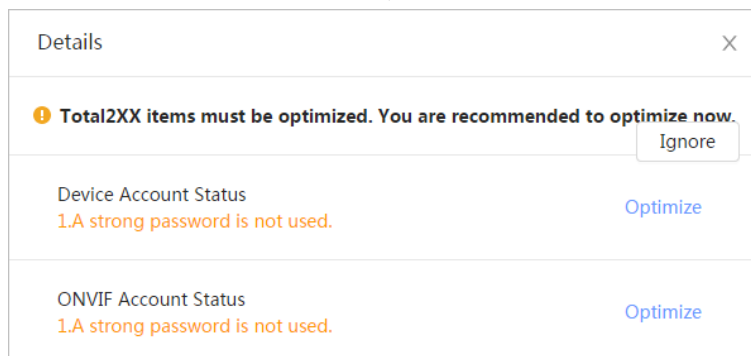 Details
Total2XX items must be optimized. You are recommended to optimize now.
Ignore
Device Account Status
1.A strong password is not used.
Optimize
ONVIF Account Status
1.A strong password is not used.
Optimize